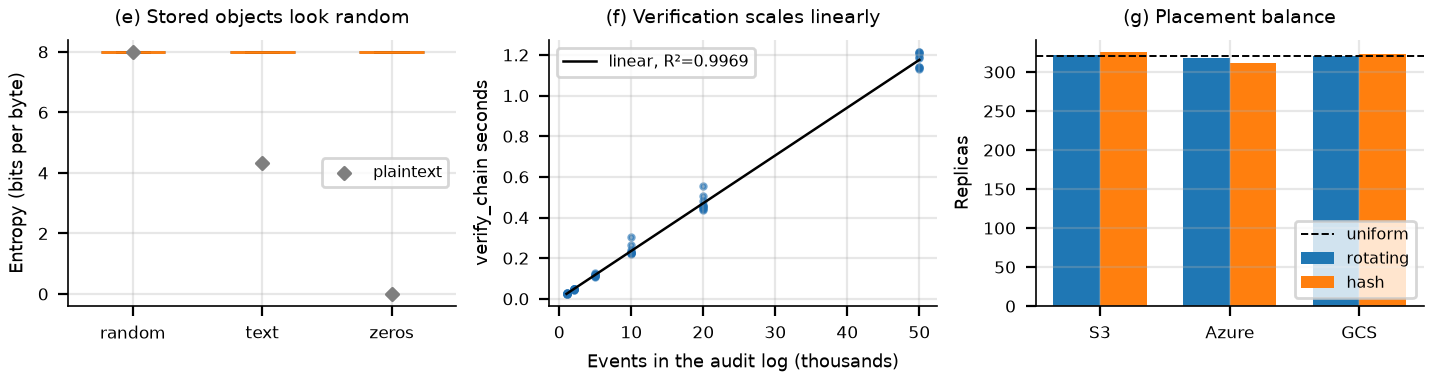 (e) Stored objects look random
Entropy (bits per byte)
8
6
4
2
0
plaintext
random
text
zeros
(f) Verification scales linearly
verify_chain seconds
1.2
1.0
0.8
0.6
0.4
0.2
0.0
linear, R²=0.9969
0
10
20
30
40
50
Events in the audit log (thousands)
(g) Placement balance
Replicas
300
250
200
150
100
50
0
uniform
rotating
hash
S3
Azure
GCS